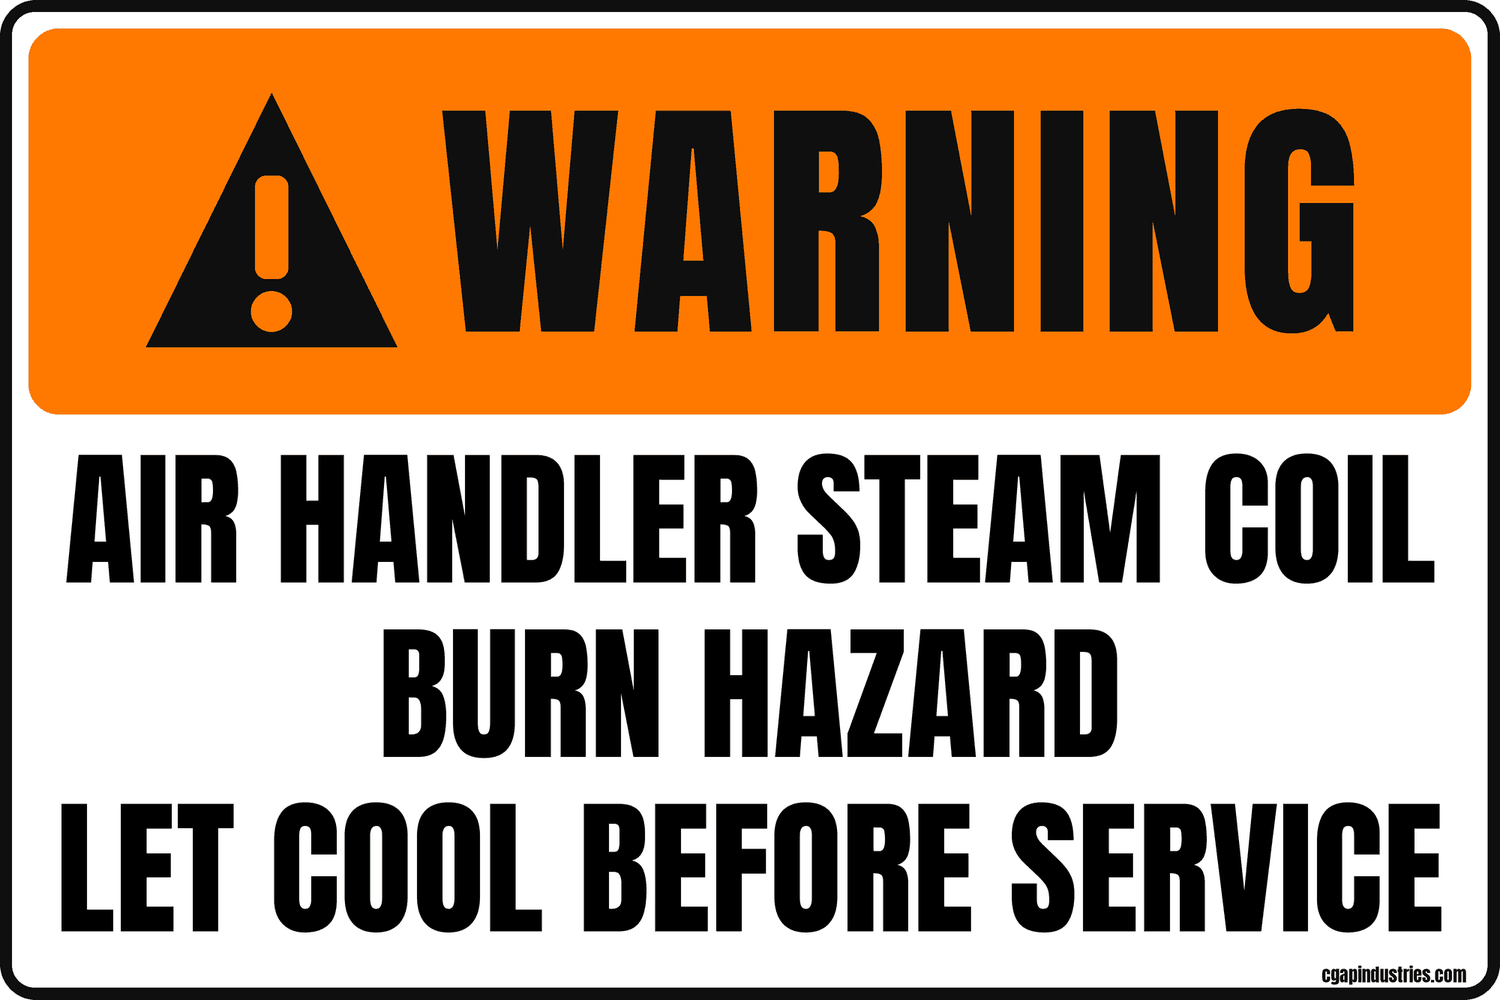 WARNING
AIR HANDLER STEAM COIL
BURN HAZARD
LET COOL BEFORE SERVICE
cgapindustries.com